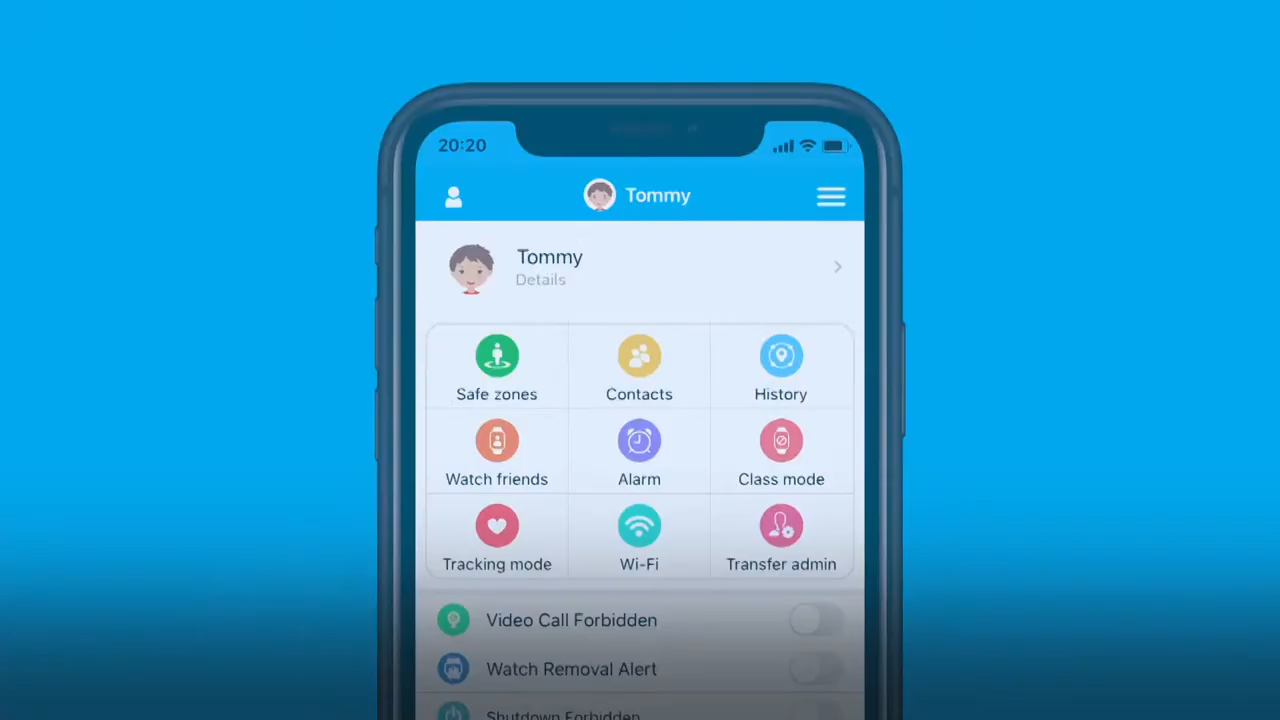 20:20
Tommy
Tommy
Details
Safe zones
Contacts
History
Watch friends
Alarm
Class mode
Tracking mode
Wi-Fi
Transfer admin
Video Call Forbidden
Watch Removal Alert
Shutdown Forbidden